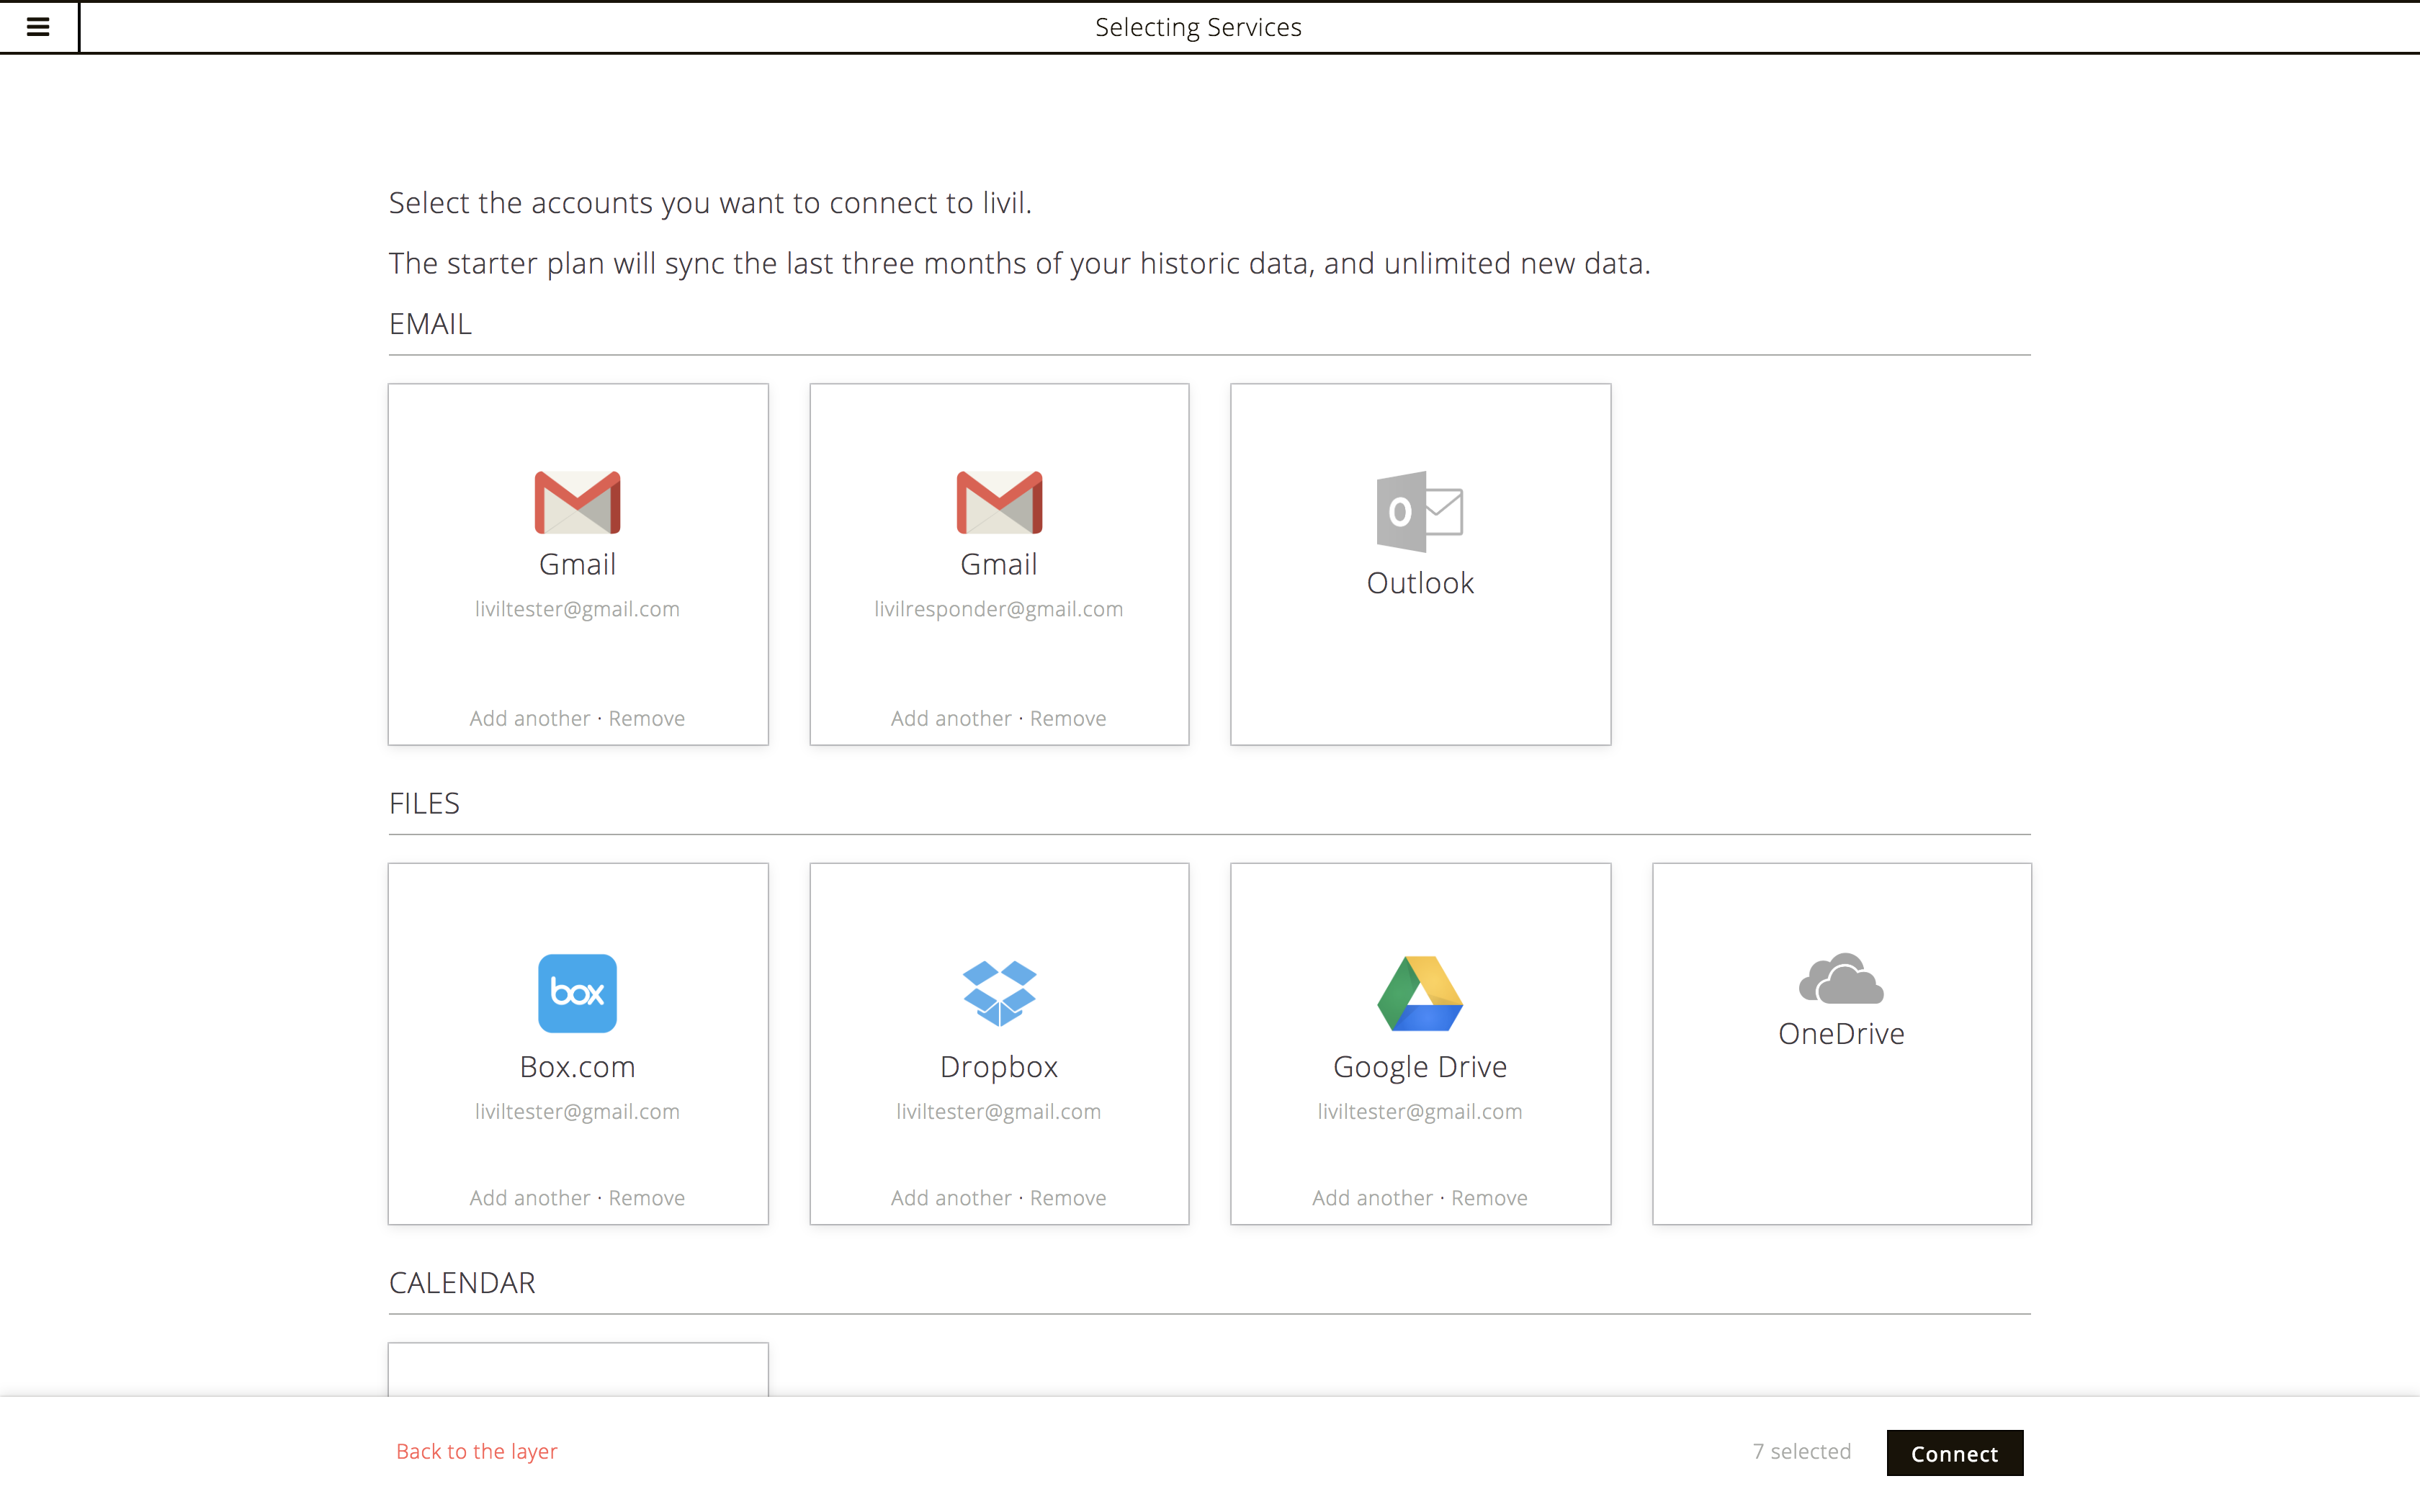 Selecting Services
Select the accounts you want to connect to livil.
The starter plan will sync the last three months of your historic data, and unlimited new data.
EMAIL
Gmail
liviltester@gmail.com
Add another · Remove
Gmail
livilresponder@gmail.com
Add another · Remove
O
Outlook
FILES
box
Box.com
liviltester@gmail.com
Add another · Remove
Dropbox
liviltester@gmail.com
Add another · Remove
Google Drive
liviltester@gmail.com
Add another · Remove
OneDrive
CALENDAR
Back to the layer
7 selected
Connect